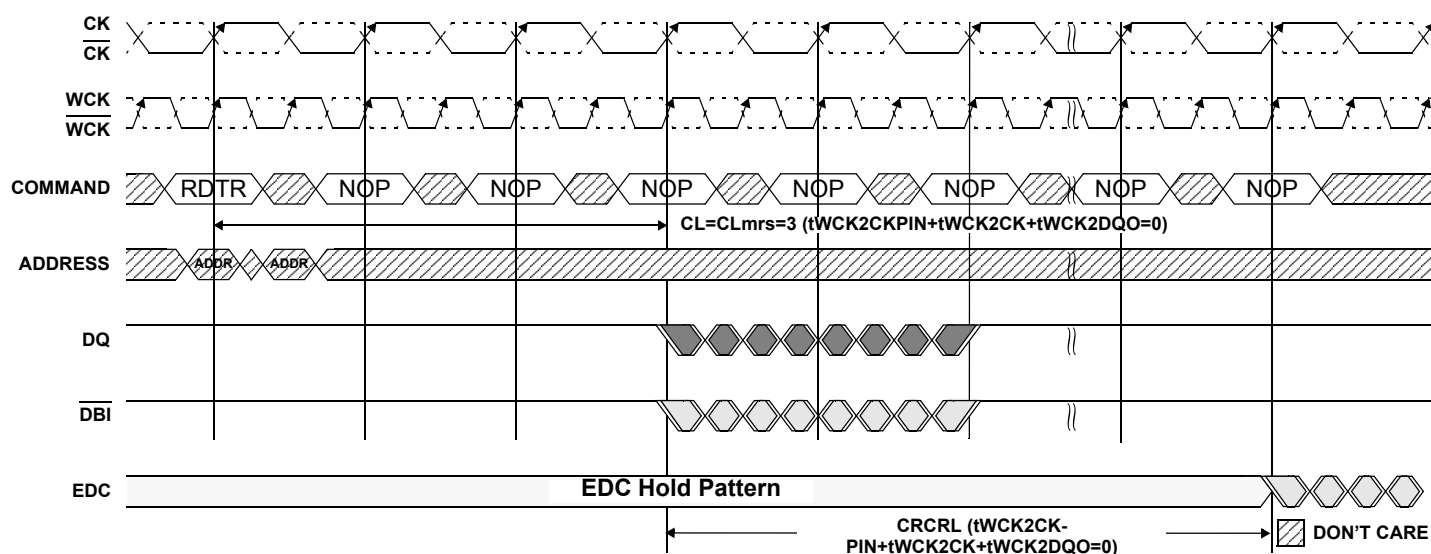 CK
CK
WCK
WCK
COMMAND
RDTR NOP NOP NOP NOP NOP NOP NOP
CL=CLmrs=3 (tWCK2CKPIN+tWCK2CK+tWCK2DQO=0)
ADDRESS
ADDR ADDR
DQ
DBI
EDC
EDC Hold Pattern
CRCRL (tWCK2CK-
PIN+tWCK2CK+tWCK2DQO=0)
DON'T CARE